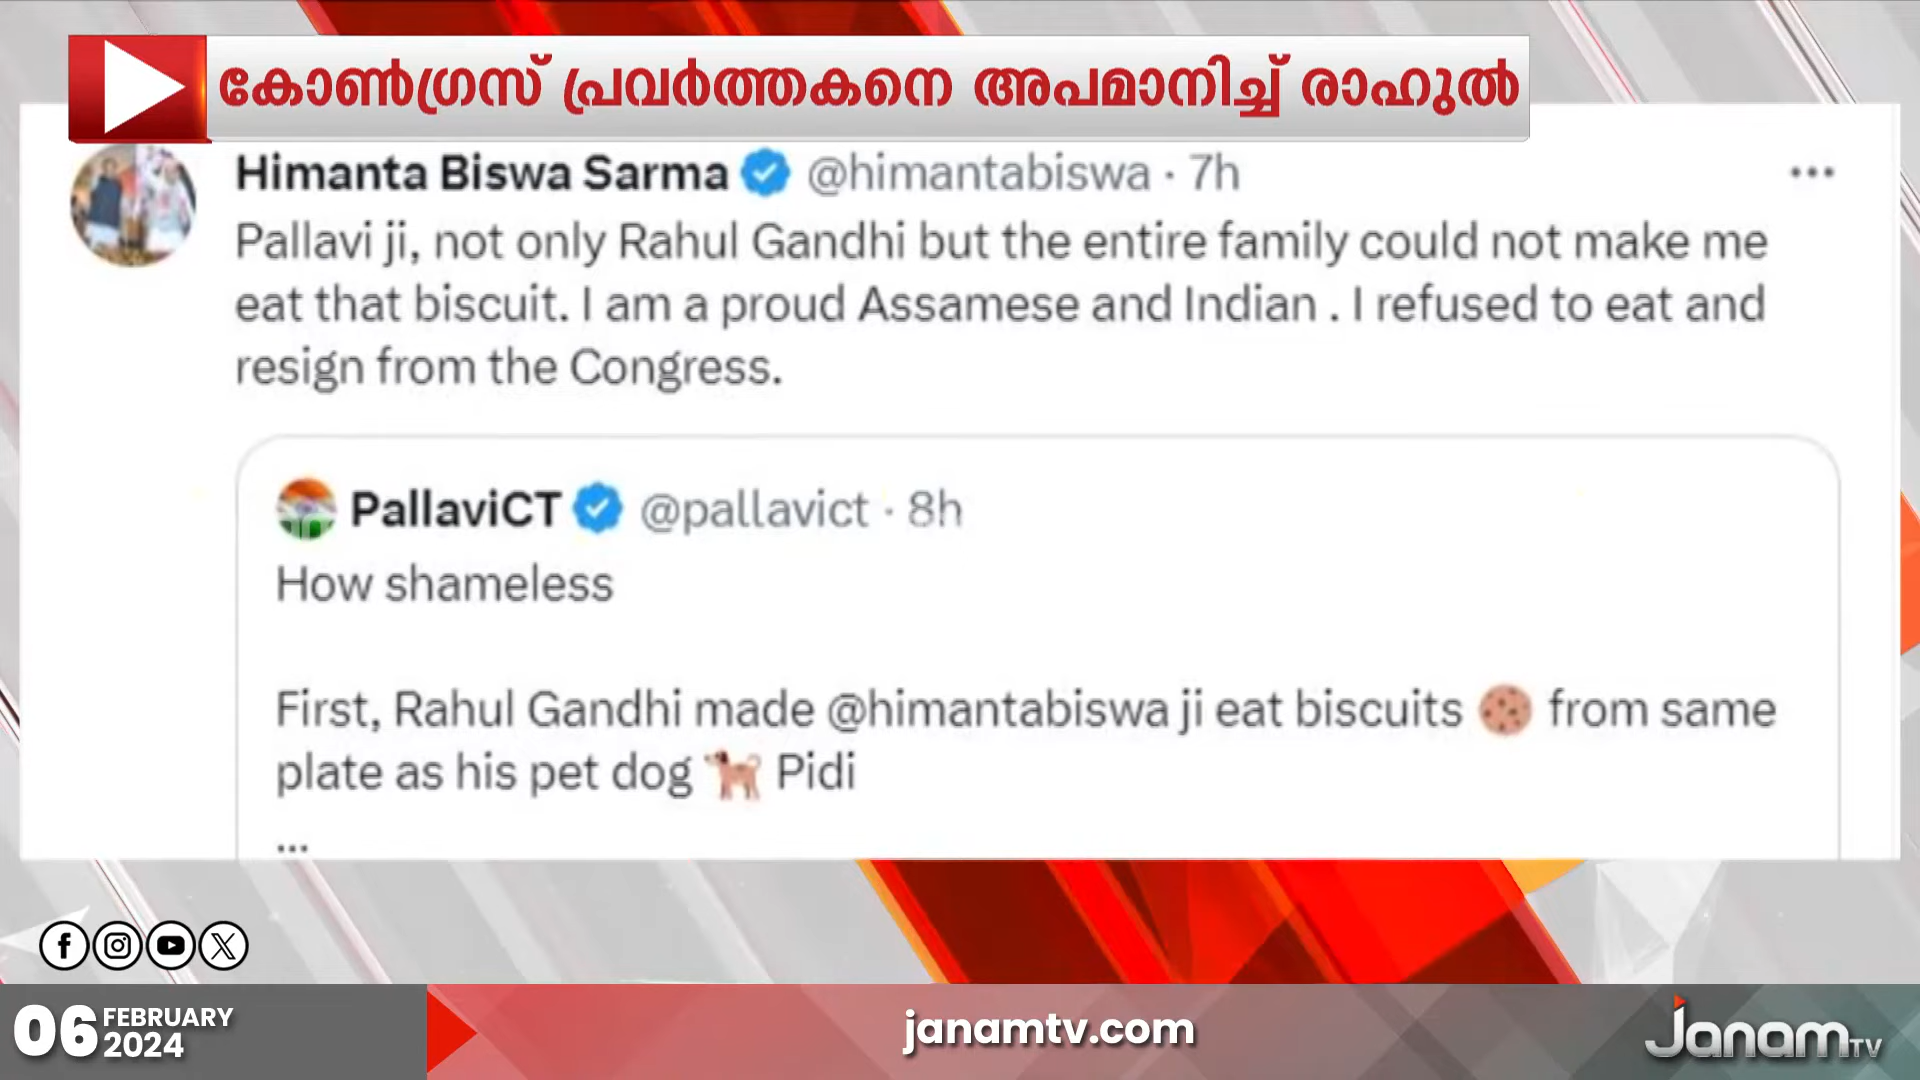 കോൺഗ്രസ് പ്രവർത്തകനെ അപമാനിച്ച് രാഹുൽ
Himanta Biswa Sarma @himantabiswa · 7h
Pallavi ji, not only Rahul Gandhi but the entire family could not make me
eat that biscuit. I am a proud Assamese and Indian . I refused to eat and
resign from the Congress.
PallaviCT @pallavict · 8h
How shameless
First, Rahul Gandhi made @himantabiswa ji eat biscuits 🍪 from same
plate as his pet dog 🐕 Pidi
...
06 FEBRUARY
2024
janamtv.com
Janam TV